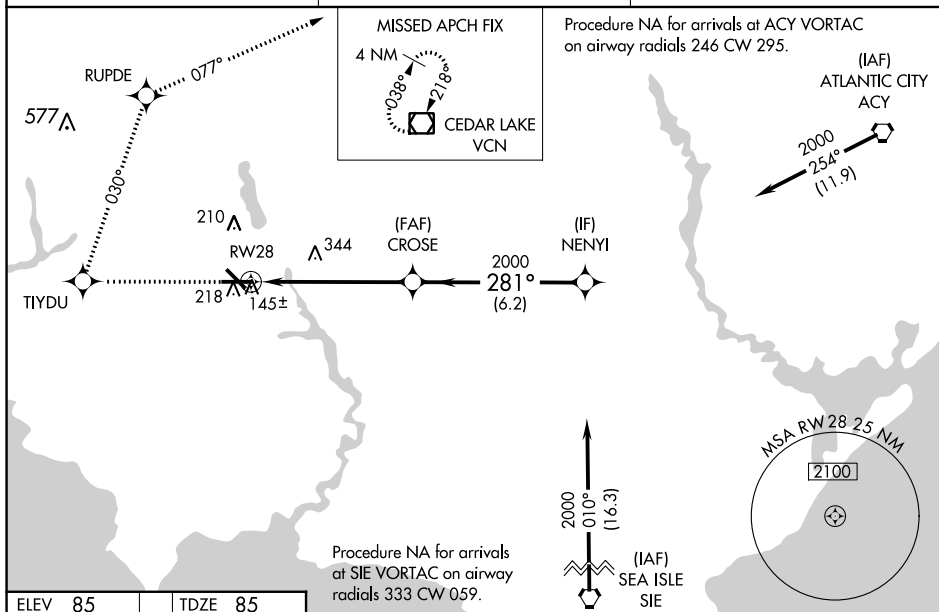 MISSED APCH FIX
4 NM
038°
218°
CEDAR LAKE
VCN
Procedure NA for arrivals at ACY VORTAC
on airway radials 246 CW 295.
(IAF)
ATLANTIC CITY
ACY
2000
254°
(11.9)
RUPDE
077°
577
030°
210
RW28
344
(FAF)
CROSE
(IF)
NENYI
2000
281°
(6.2)
TIYDU
218
145±
MSA RW 28 25 NM
2100
2000
010°
(16.3)
(IAF)
SEA ISLE
SIE
Procedure NA for arrivals
at SIE VORTAC on airway
radials 333 CW 059.
ELEV 85
TDZE 85